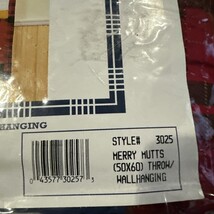 HANGING
STYLE# 3025
MERRY MUTTS
(50X60) THROW/
WALLHANGING
0 43577 30257 1